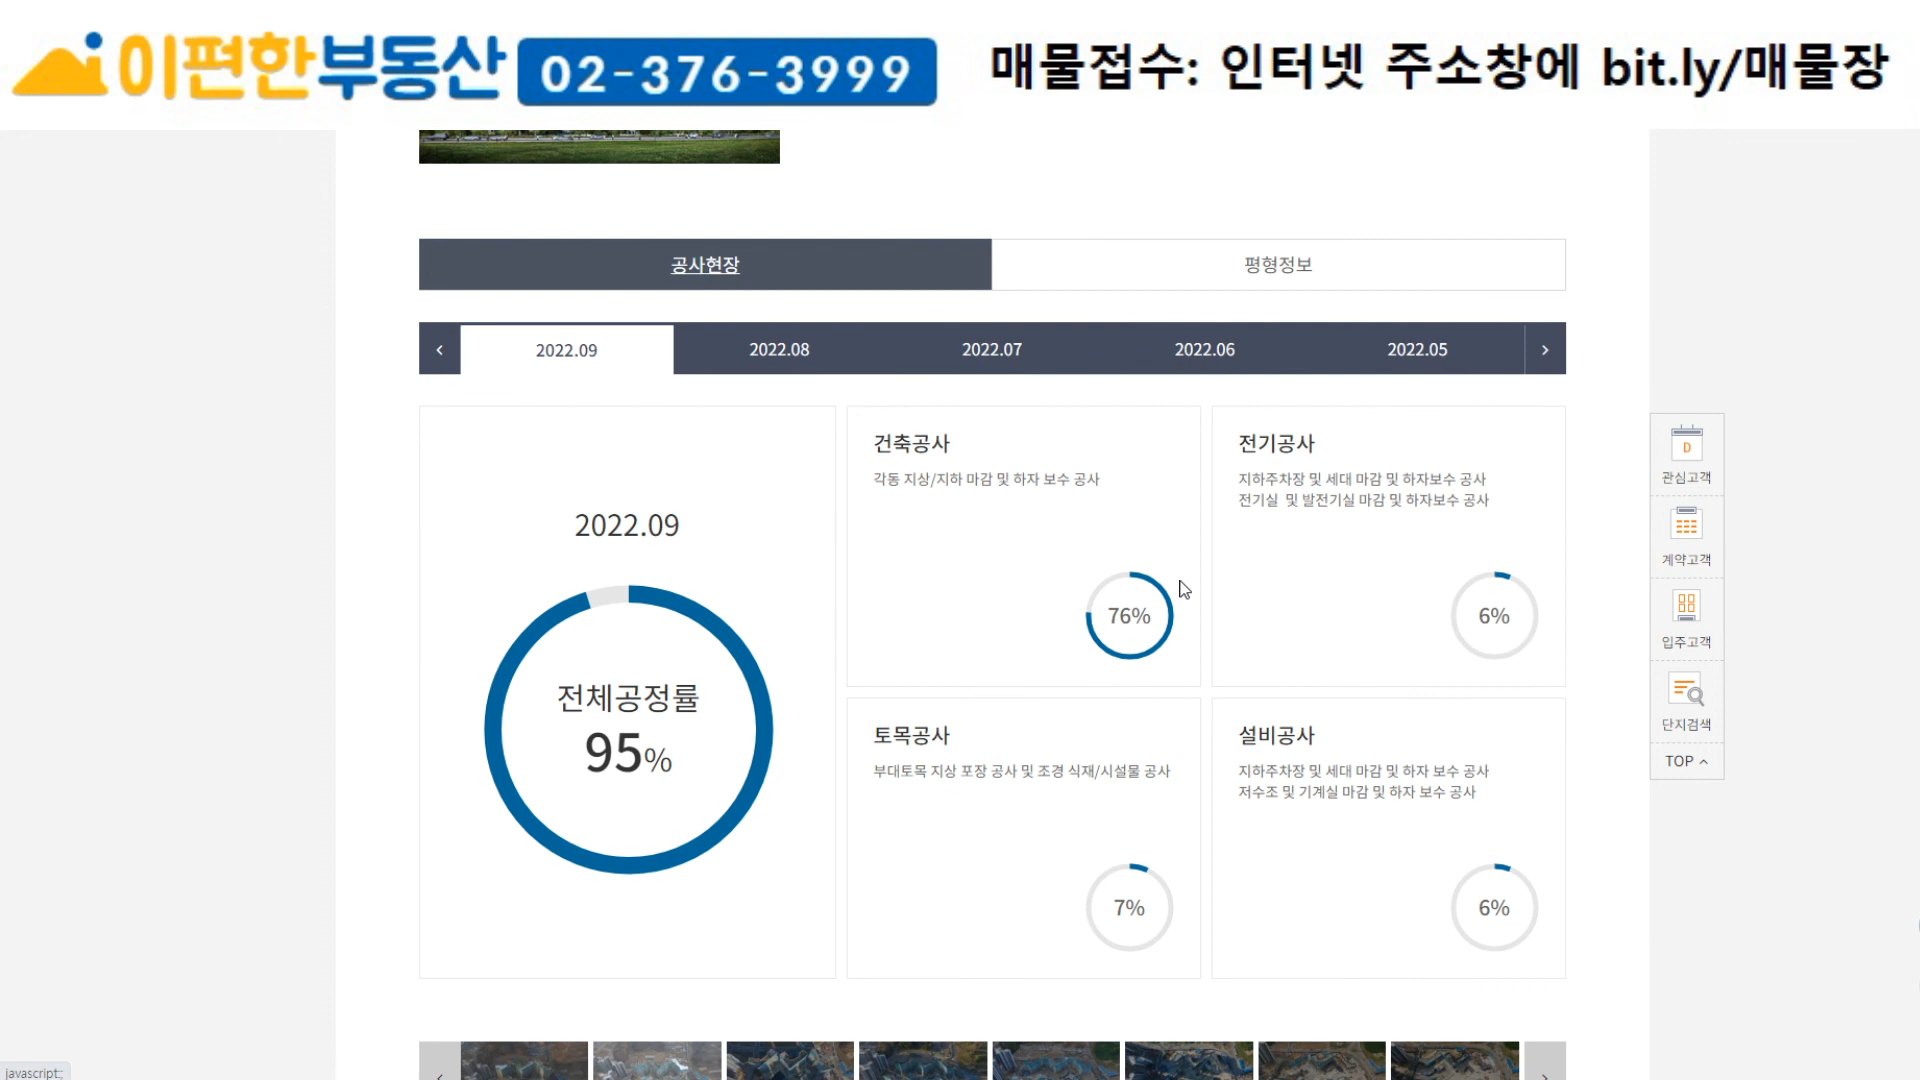 이편한부동산 02-376-3999 매물접수: 인터넷 주소창에 bit.ly/매물장
공사현장 평형정보
2022.09 2022.08 2022.07 2022.06 2022.05
2022.09
전체공정률
95%
건축공사
각동 지상/지하 마감 및 하자 보수 공사
76%
전기공사
지하주차장 및 세대 마감 및 하자보수 공사
전기실 및 발전기실 마감 및 하자보수 공사
6%
토목공사
부대토목 지상 포장 공사 및 조경 식재/시설물 공사
7%
설비공사
지하주차장 및 세대 마감 및 하자 보수 공사
저수조 및 기계실 마감 및 하자 보수 공사
6%
D
관심고객
계약고객
입주고객
단지검색
TOP
javascript:;